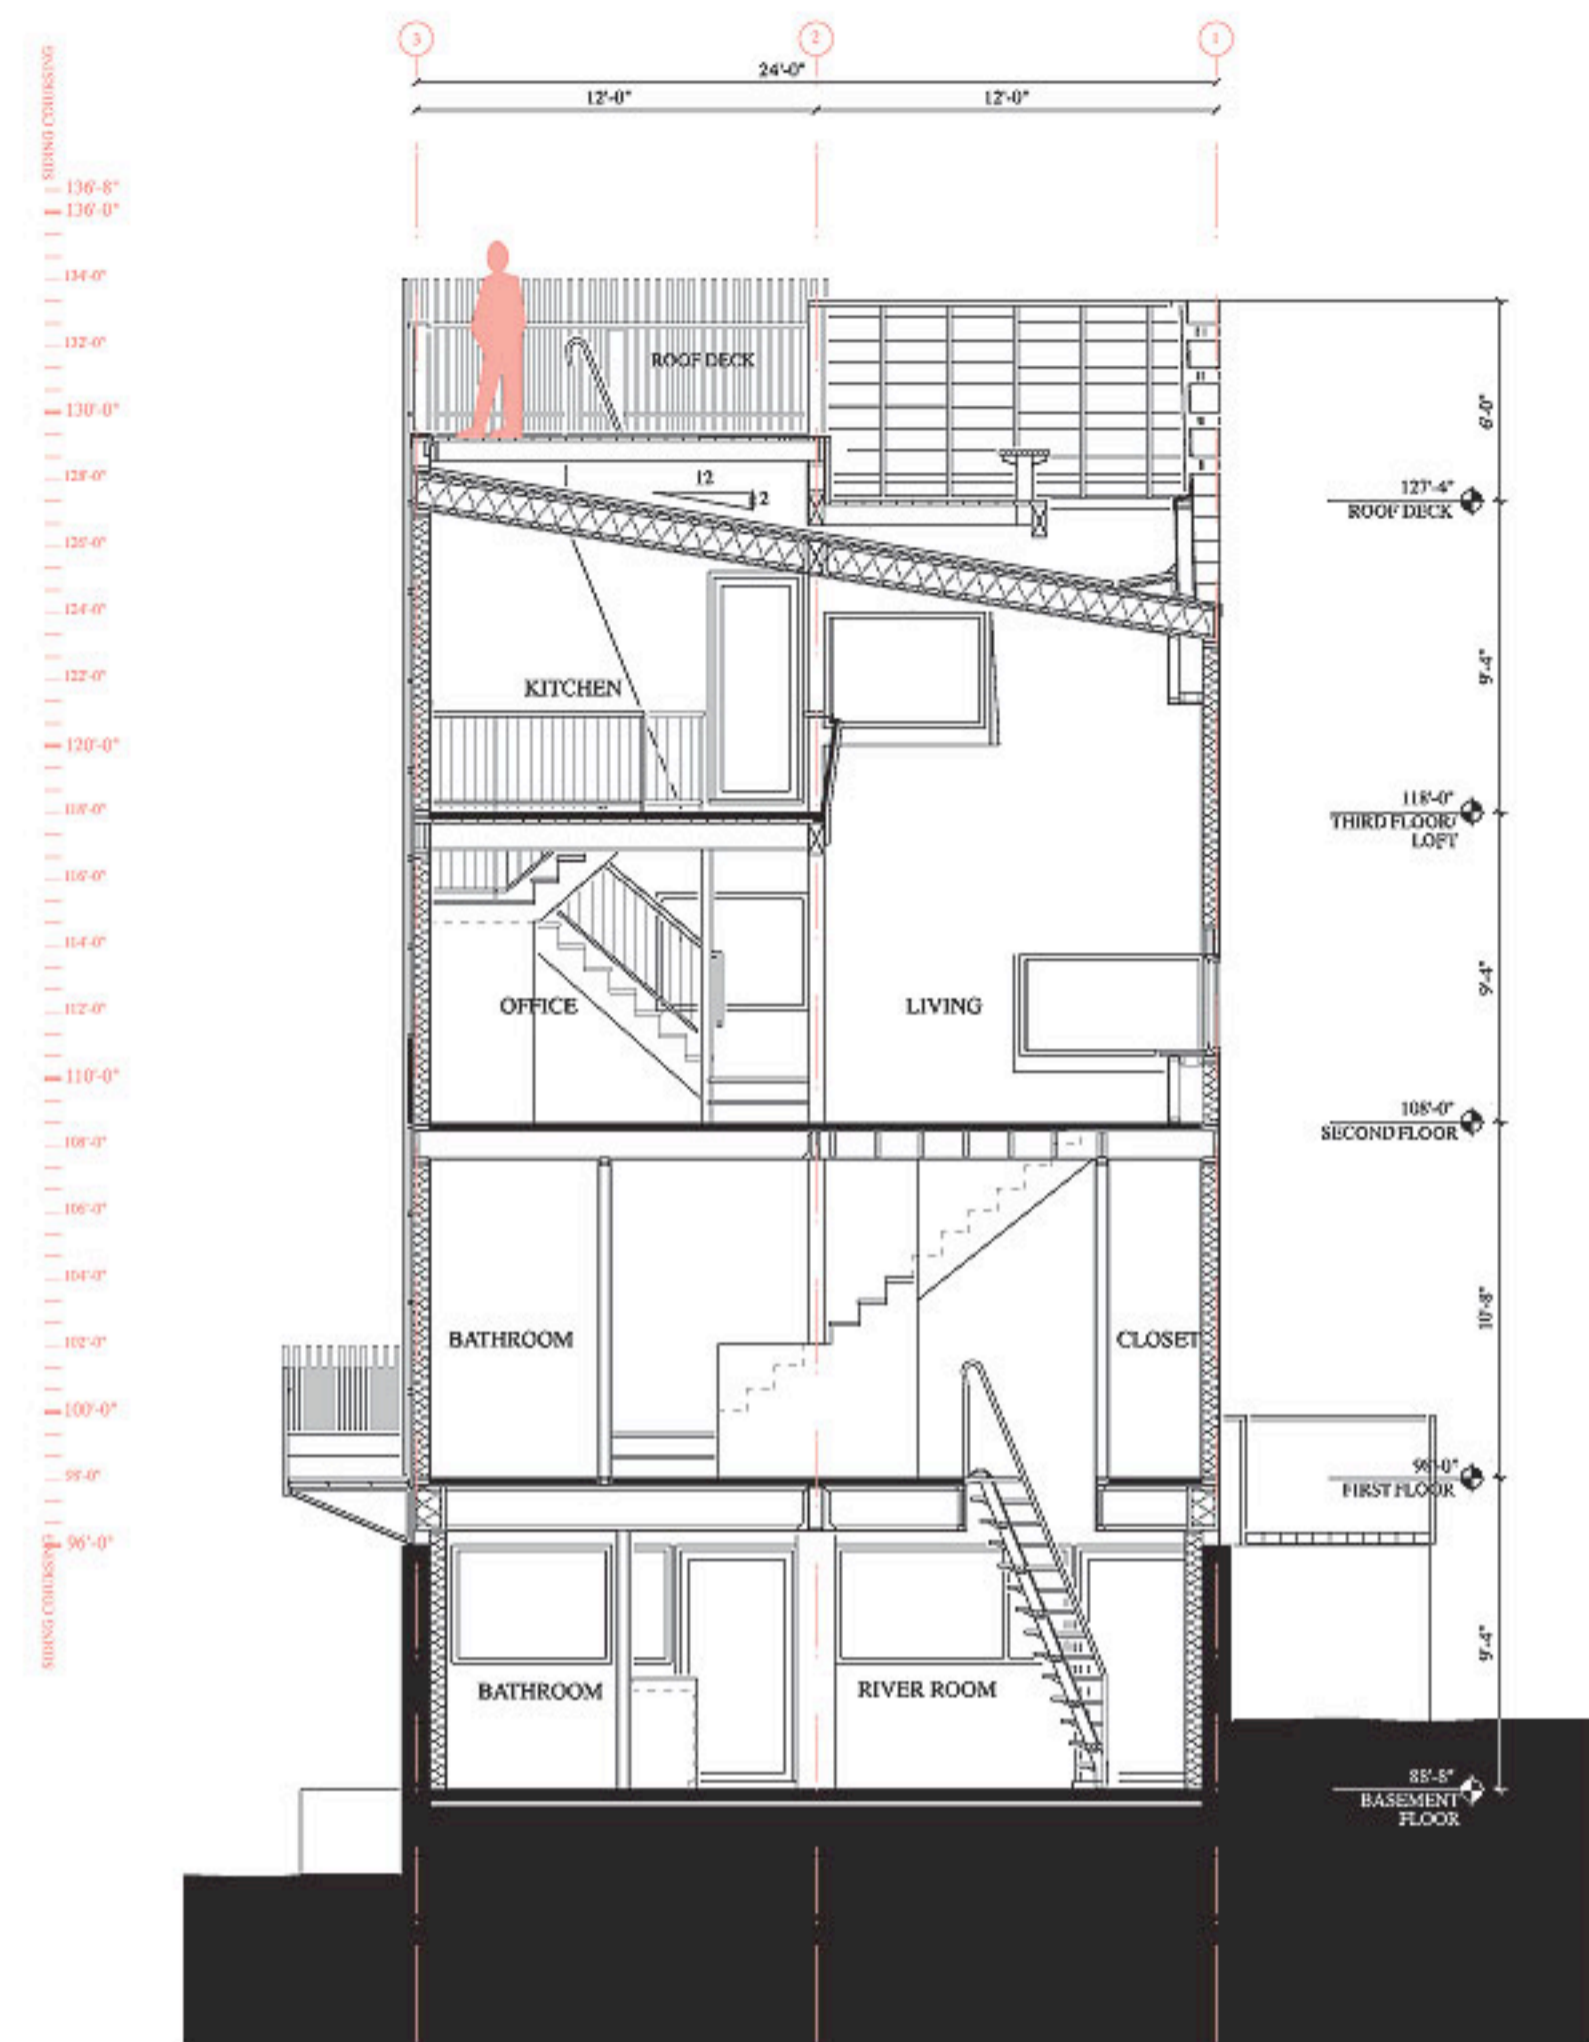 3
2
1
24'-0"
12'-0"
12'-0"
SIDING COURSING
136'-8"
136'-0"
134'-0"
132'-0"
130'-0"
128'-0"
126'-0"
124'-0"
122'-0"
120'-0"
118'-0"
116'-0"
114'-0"
112'-0"
110'-0"
108'-0"
106'-0"
104'-0"
102'-0"
100'-0"
98'-0"
96'-0"
SIDING COURSING
ROOF DECK
12
2
KITCHEN
OFFICE
LIVING
BATHROOM
CLOSET
BATHROOM
RIVER ROOM
6'-0"
127'-4"
ROOF DECK
9'-4"
118'-0"
THIRD FLOOR/
LOFT
9'-4"
108'-0"
SECOND FLOOR
10'-8"
98'-0"
FIRST FLOOR
9'-4"
88'-8"
BASEMENT
FLOOR